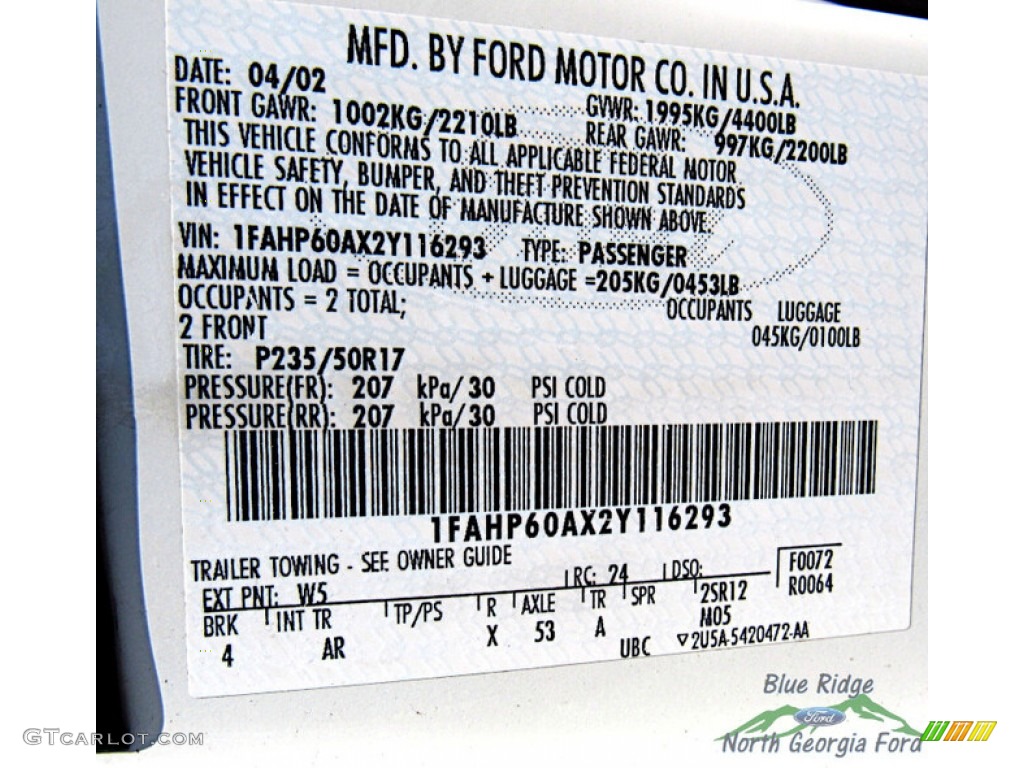 MFD. BY FORD MOTOR CO. IN U.S.A.
DATE: 04/02 GVWR: 1995KG/4400LB
FRONT GAWR: 1002KG/2210LB REAR GAWR: 997KG/2200LB
THIS VEHICLE CONFORMS TO ALL APPLICABLE FEDERAL MOTOR
VEHICLE SAFETY, BUMPER, AND THEFT PREVENTION STANDARDS
IN EFFECT ON THE DATE OF MANUFACTURE SHOWN ABOVE.
VIN: 1FAHP60AX2Y116293 TYPE: PASSENGER
MAXIMUM LOAD = OCCUPANTS + LUGGAGE =205KG/0453LB
OCCUPANTS = 2 TOTAL; OCCUPANTS LUGGAGE
2 FRONT 045KG/0100LB
TIRE: P235/50R17
PRESSURE(FR): 207 kPa/ 30 PSI COLD
PRESSURE(RR): 207 kPa/ 30 PSI COLD
1FAHP60AX2Y116293
TRAILER TOWING - SEE OWNER GUIDE
EXT PNT: W5 RC: 24 DSO: F0072
BRK INT TR TP/PS R AXLE TR SPR 2SR12 R0064
4 AR X 53 A M05
UBC 2U5A-5420472-AA
Blue Ridge
Ford
North Georgia Ford
GTcarlot.com